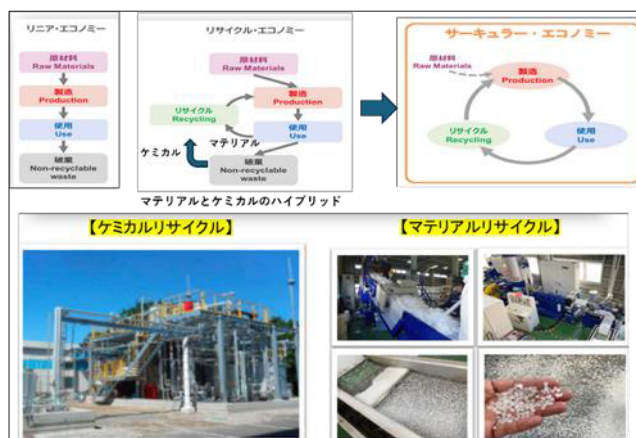 リニア・エコノミー
原材料
Raw Materials
製造
Production
使用
Use
廃棄
Non-recyclable
waste
リサイクル・エコノミー
原材料
Raw Materials
製造
Production
リサイクル
Recycling
マテリアル
使用
Use
ケミカル
廃棄
Non-recyclable
waste
マテリアルとケミカルのハイブリッド
サーキュラー・エコノミー
原材料
Raw Materials
製造
Production
リサイクル
Recycling
使用
Use
【ケミカルリサイクル】
【マテリアルリサイクル】